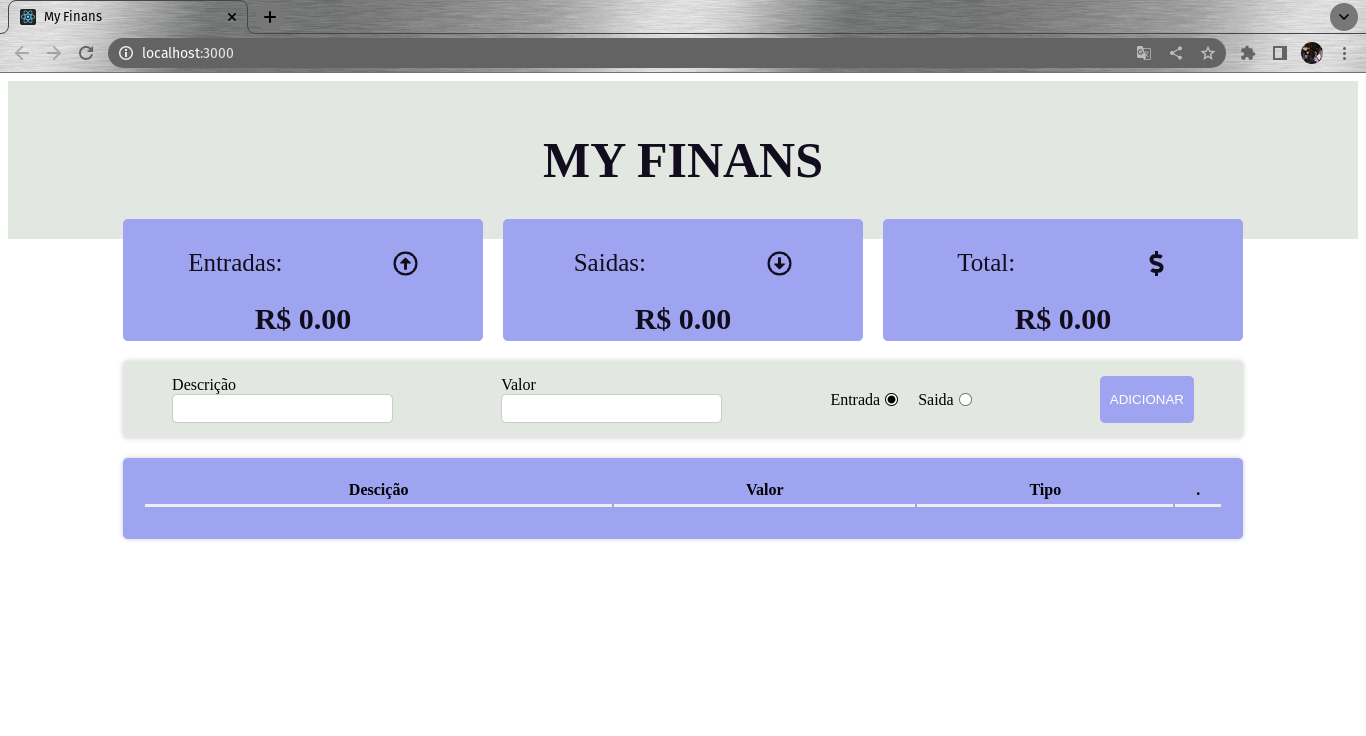 My Finans
localhost:3000
MY FINANS
Entradas:
Saidas:
Total: $
R$ 0.00
R$ 0.00
R$ 0.00
Descrição
Valor
Entrada
Saida
ADICIONAR
Descição
Valor
Tipo
.